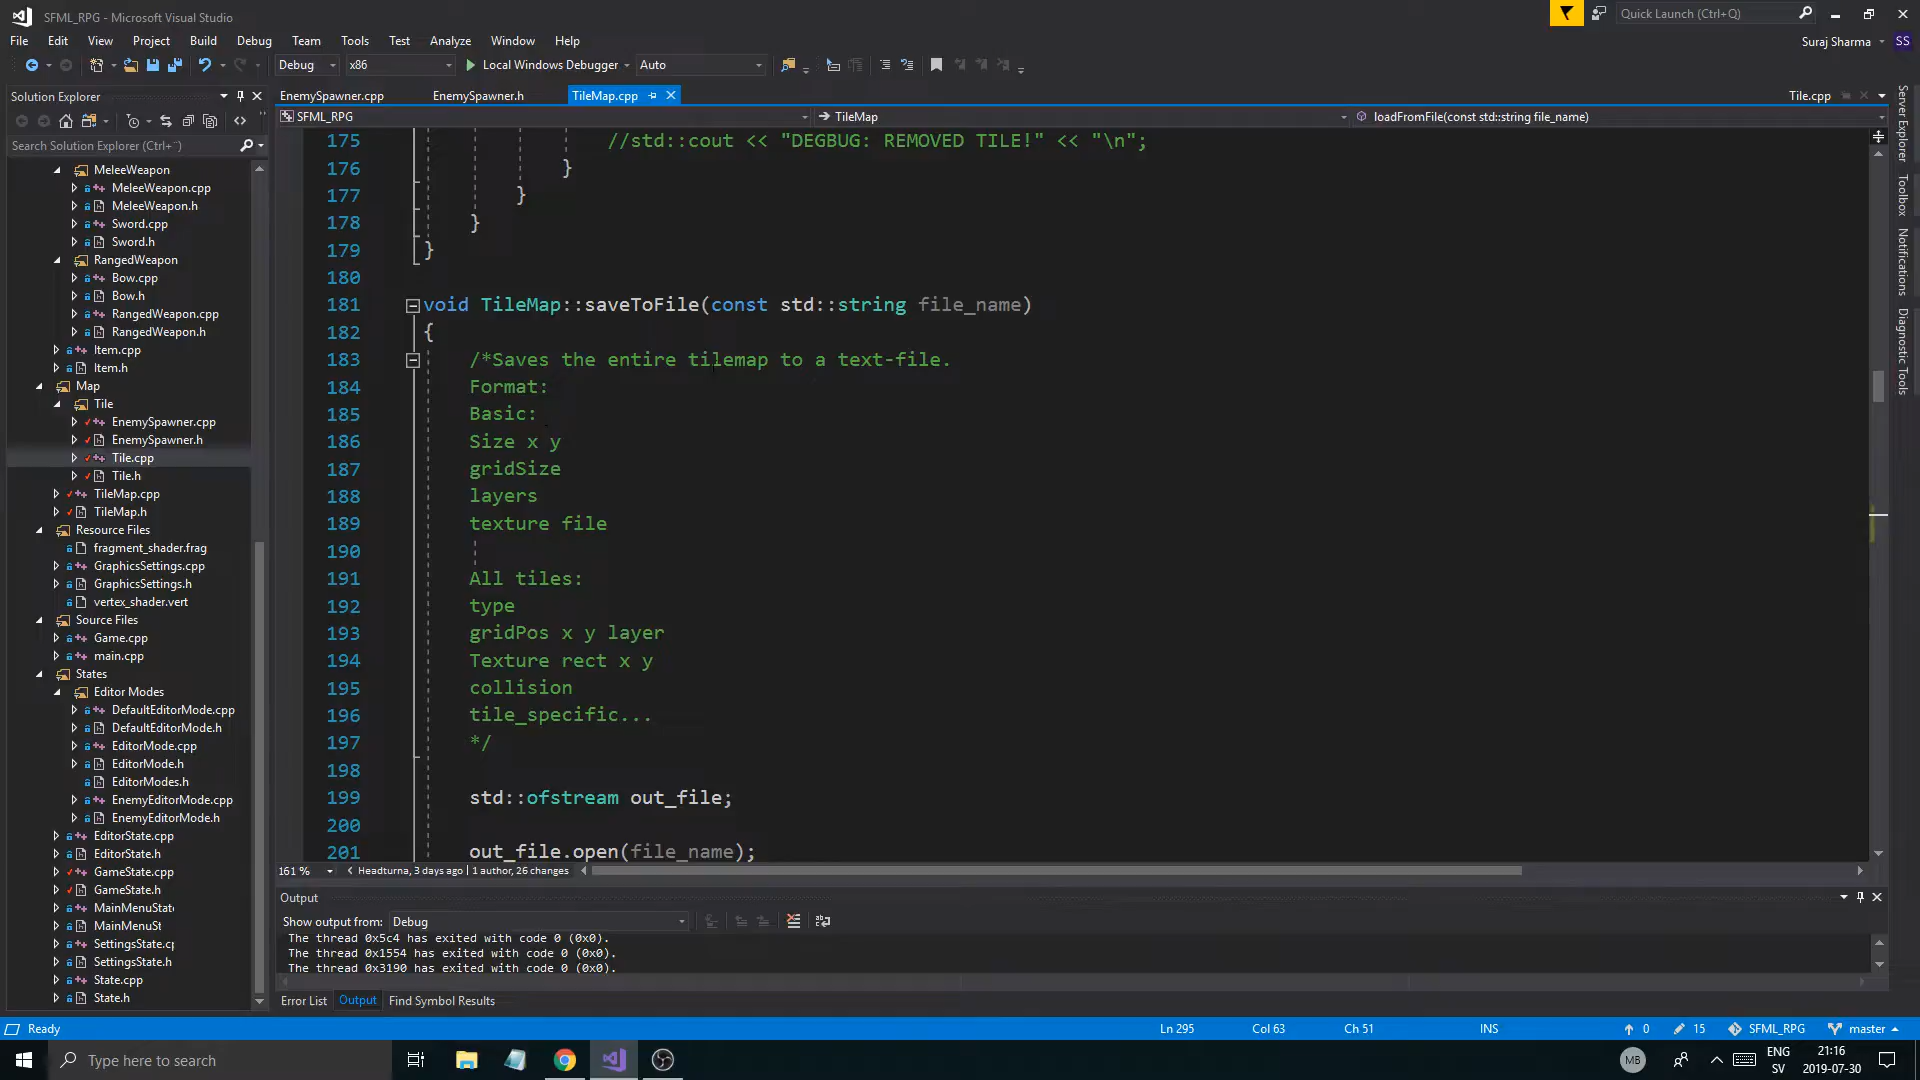 SFML_RPG - Microsoft Visual Studio
Quick Launch (Ctrl+Q)
File Edit View Project Build Debug Team Tools Test Analyze Window Help
Suraj Sharma SS
Debug x86 Local Windows Debugger Auto
Solution Explorer
EnemySpawner.cpp EnemySpawner.h TileMap.cpp Tile.cpp
SFML_RPG TileMap loadFromFile(const std::string file_name)
Search Solution Explorer (Ctrl+¨)
MeleeWeapon
MeleeWeapon.cpp
MeleeWeapon.h
Sword.cpp
Sword.h
RangedWeapon
Bow.cpp
Bow.h
RangedWeapon.cpp
RangedWeapon.h
Item.cpp
Item.h
Map
Tile
EnemySpawner.cpp
EnemySpawner.h
Tile.cpp
Tile.h
TileMap.cpp
TileMap.h
Resource Files
fragment_shader.frag
GraphicsSettings.cpp
GraphicsSettings.h
vertex_shader.vert
Source Files
Game.cpp
main.cpp
States
Editor Modes
DefaultEditorMode.cpp
DefaultEditorMode.h
EditorMode.cpp
EditorMode.h
EditorModes.h
EnemyEditorMode.cpp
EnemyEditorMode.h
EditorState.cpp
EditorState.h
GameState.cpp
GameState.h
MainMenuState
MainMenuSt
SettingsState.cp
SettingsState.h
State.cpp
State.h
175 //std::cout << "DEGBUG: REMOVED TILE!" << "\n";
176 }
177 }
178 }
179 }
180
181 void TileMap::saveToFile(const std::string file_name)
182 {
183 /*Saves the entire tilemap to a text-file.
184 Format:
185 Basic:
186 Size x y
187 gridSize
188 layers
189 texture file
190
191 All tiles:
192 type
193 gridPos x y layer
194 Texture rect x y
195 collision
196 tile_specific...
197 */
198
199 std::ofstream out_file;
200
201 out_file.open(file_name);
161 % Headturna, 3 days ago | 1 author, 26 changes
Output
Show output from: Debug
The thread 0x5c4 has exited with code 0 (0x0).
The thread 0x1554 has exited with code 0 (0x0).
The thread 0x3190 has exited with code 0 (0x0).
Error List Output Find Symbol Results
Server Explorer
Toolbox
Notifications
Diagnostic Tools
Ready Ln 295 Col 63 Ch 51 INS 0 15 SFML_RPG master
Type here to search
MB
ENG
SV
21:16
2019-07-30